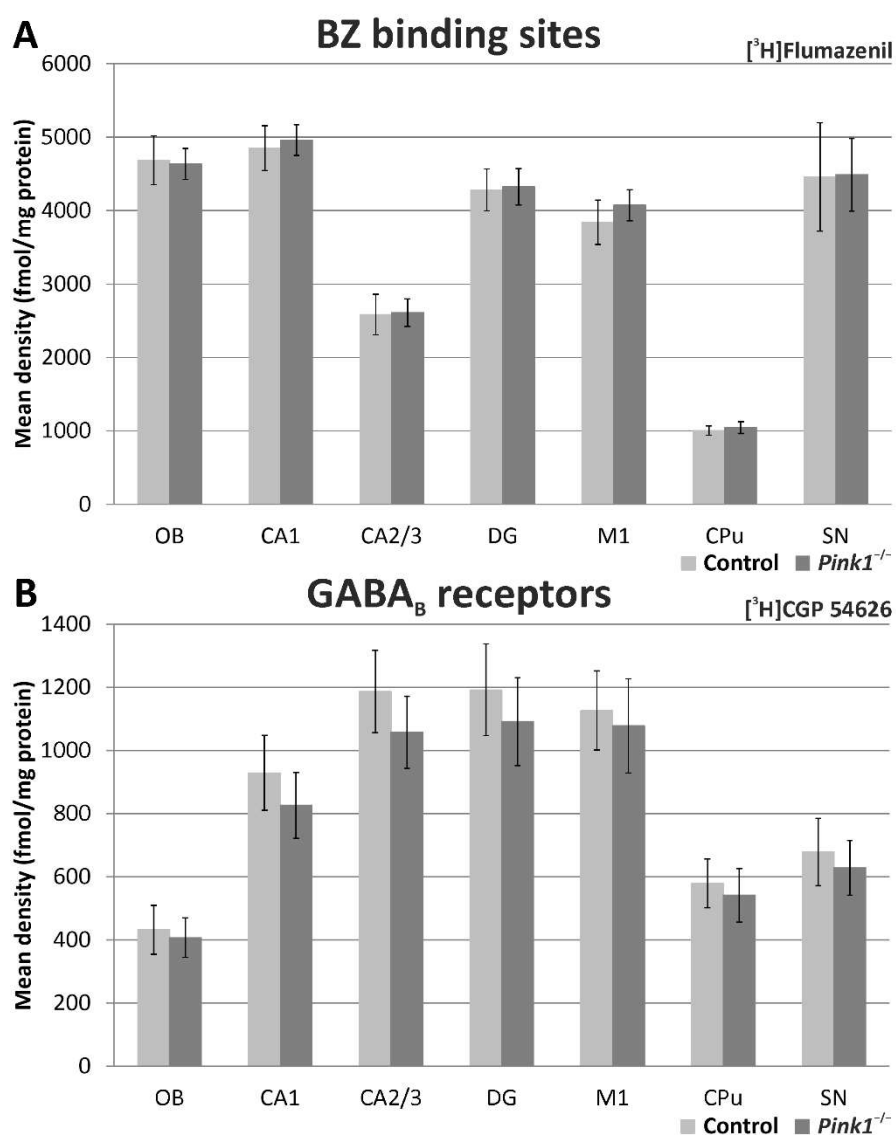 A
BZ binding sites
[³H]Flumazenil
Mean density (fmol/mg protein)
6000
5000
4000
3000
2000
1000
0
OB CA1 CA2/3 DG M1 CPu SN
Control Pink1⁻/⁻
B
GABA_B receptors
[³H]CGP 54626
Mean density (fmol/mg protein)
1400
1200
1000
800
600
400
200
0
OB CA1 CA2/3 DG M1 CPu SN
Control Pink1⁻/⁻